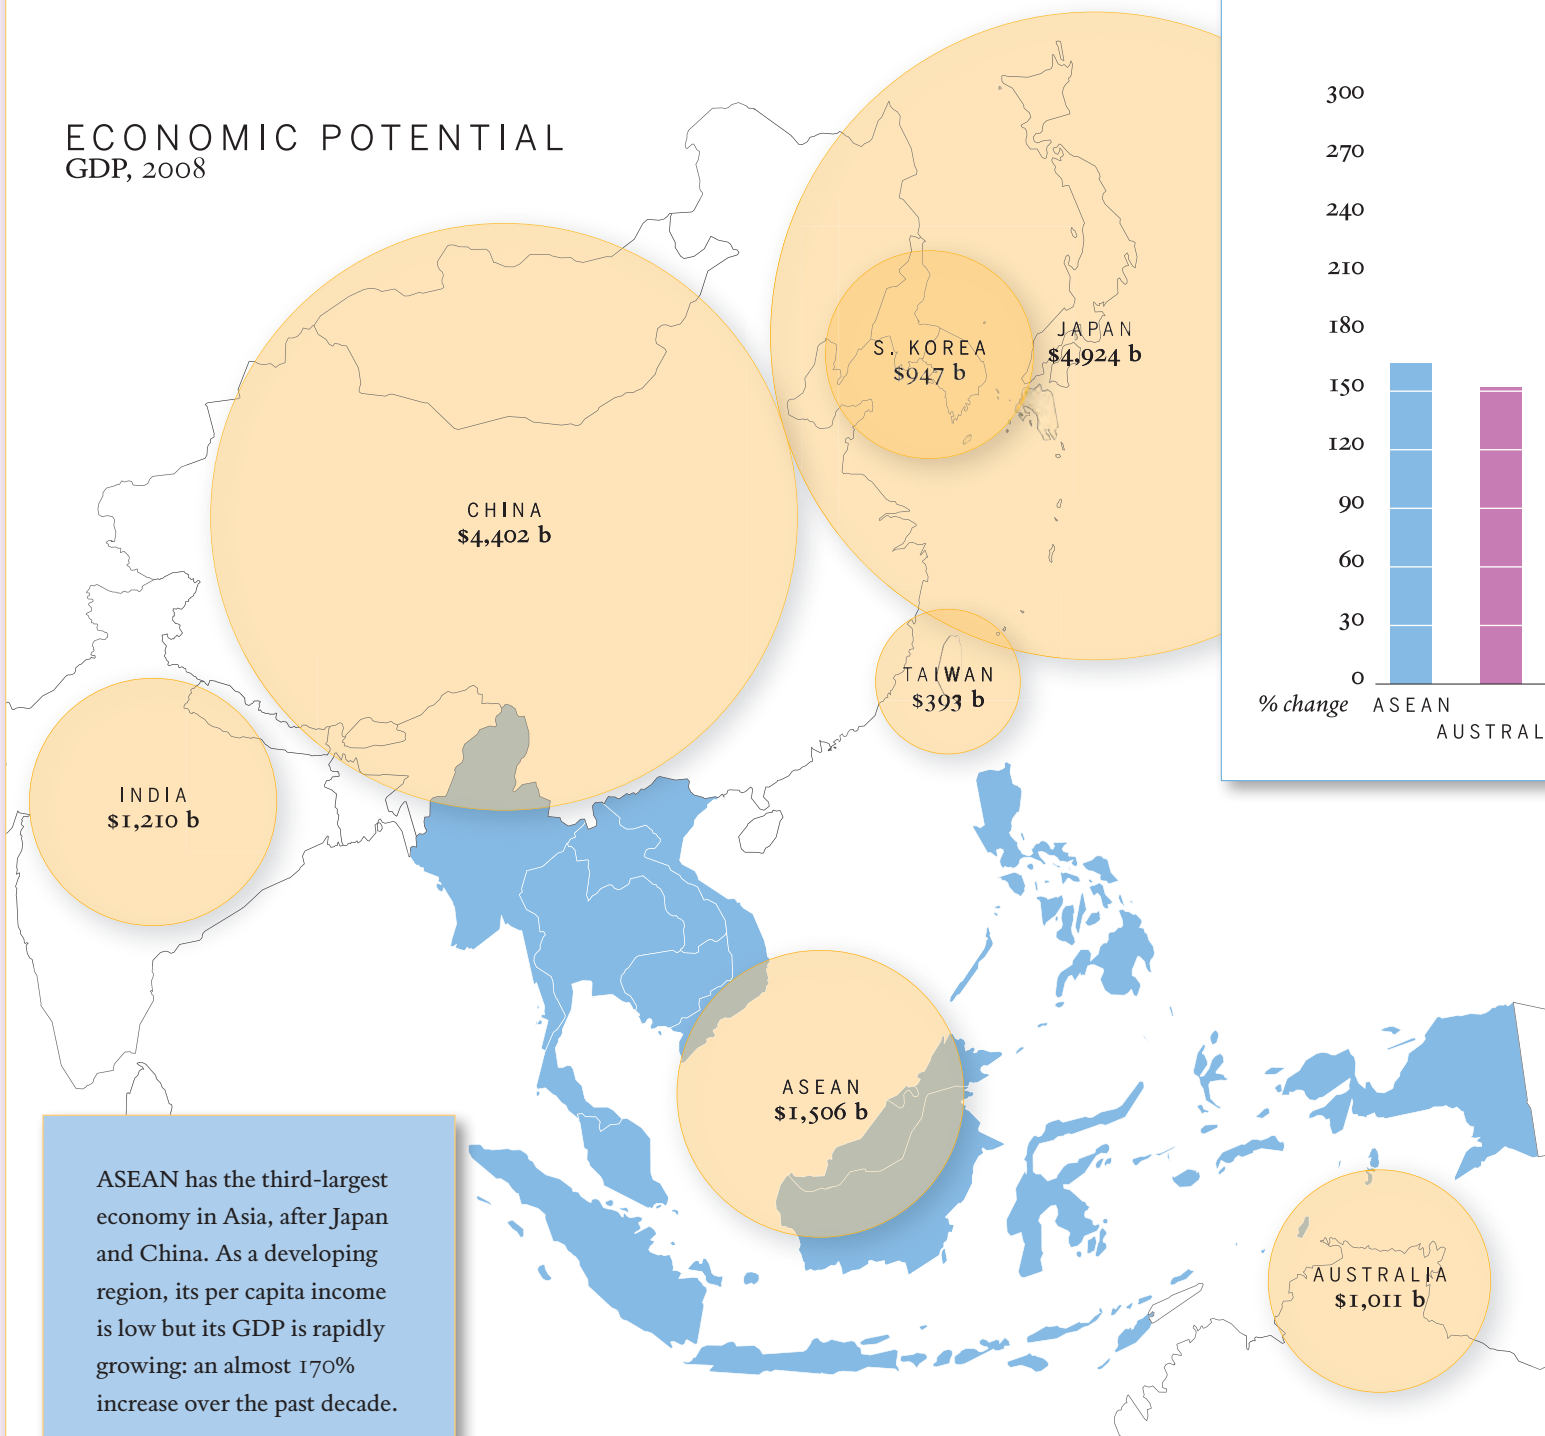 ECONOMIC POTENTIAL
GDP, 2008
CHINA
$4,402 b
S. KOREA
$947 b
JAPAN
$4,924 b
TAIWAN
$393 b
INDIA
$1,210 b
ASEAN
$1,506 b
AUSTRALIA
$1,011 b
ASEAN has the third-largest
economy in Asia, after Japan
and China. As a developing
region, its per capita income
is low but its GDP is rapidly
growing: an almost 170%
increase over the past decade.
300
270
240
210
180
150
120
90
60
30
0
% change
ASEAN
AUSTRAL